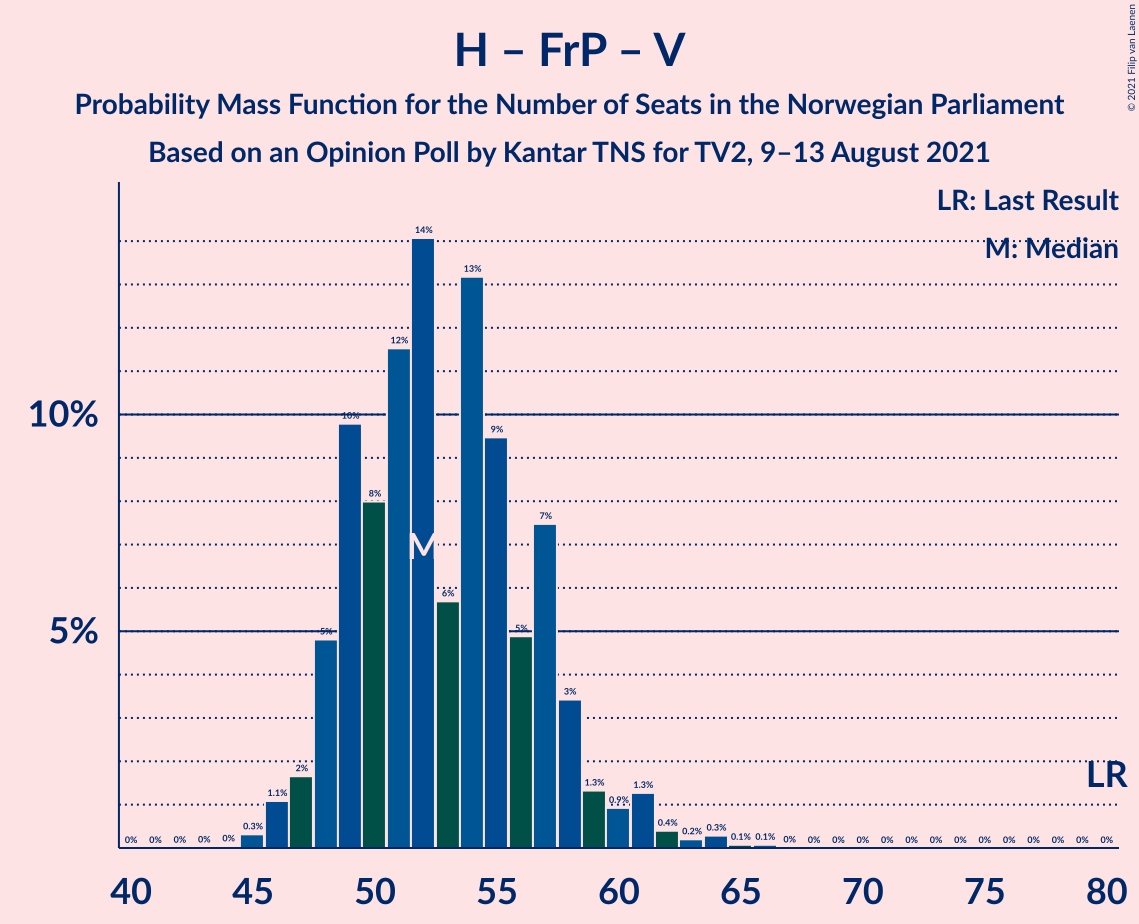 H – FrP – V
Probability Mass Function for the Number of Seats in the Norwegian Parliament
Based on an Opinion Poll by Kantar TNS for TV2, 9–13 August 2021
© 2021 Filip van Laenen
LR: Last Result
M: Median
10%
5%
0% 0% 0% 0% 0% 0.3% 1.1% 2% 5% 10% 8% 12% 14% 6% 13% 9% 5% 7% 3% 1.3% 0.9% 1.3% 0.4% 0.2% 0.3% 0.1% 0.1% 0% 0% 0% 0% 0% 0% 0% 0% 0% 0% 0% 0% 0% 0%
M
LR
40 45 50 55 60 65 70 75 80